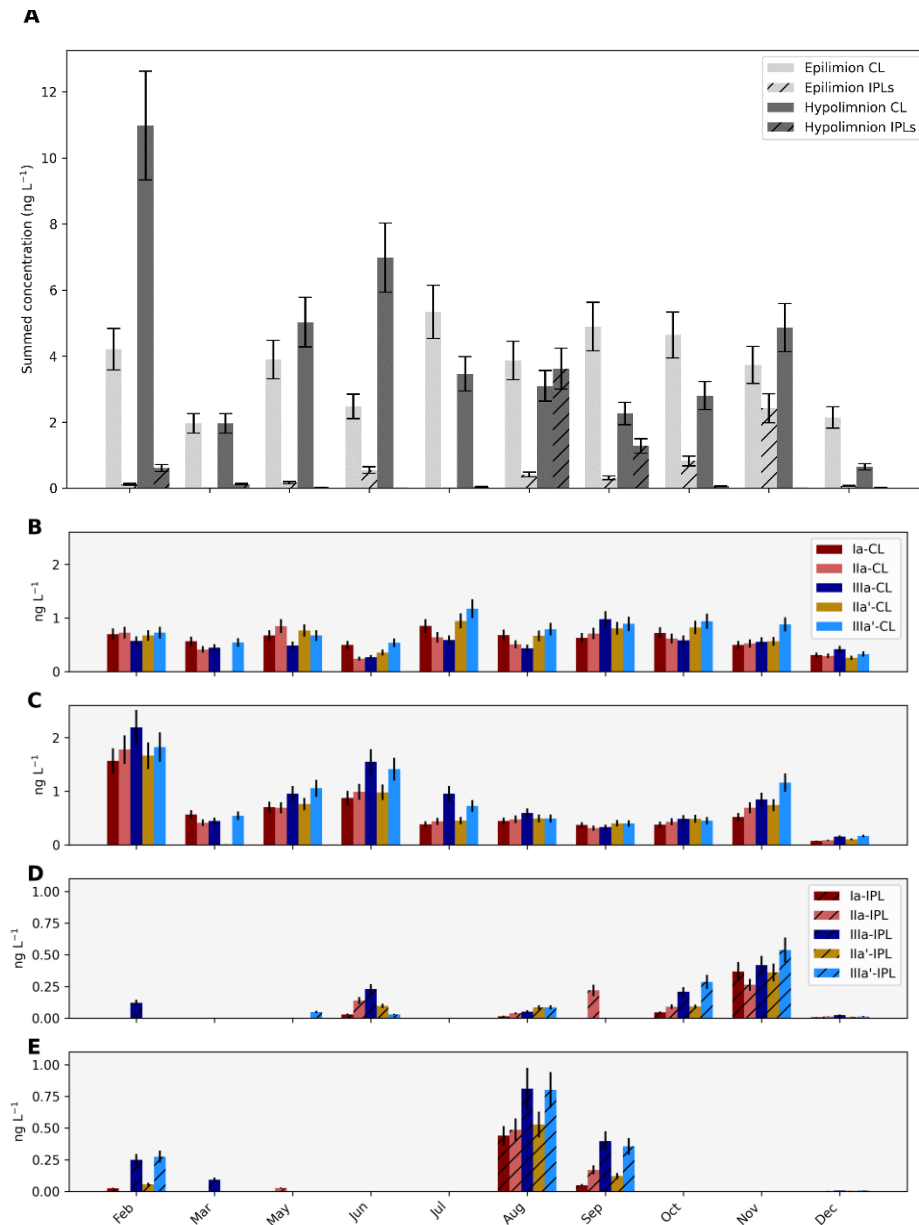 A
Summed concentration (ng L⁻¹)
12
10
8
6
4
2
0
Epilimion CL
Epilimion IPLs
Hypolimnion CL
Hypolimnion IPLs
B
ng L⁻¹
2
1
0
Ia-CL
IIa-CL
IIIa-CL
IIa'-CL
IIIa'-CL
C
ng L⁻¹
2
1
0
D
ng L⁻¹
1.00
0.75
0.50
0.25
0.00
Ia-IPL
IIa-IPL
IIIa-IPL
IIa'-IPL
IIIa'-IPL
E
ng L⁻¹
1.00
0.75
0.50
0.25
0.00
Feb
Mar
May
Jun
Jul
Aug
Sep
Oct
Nov
Dec